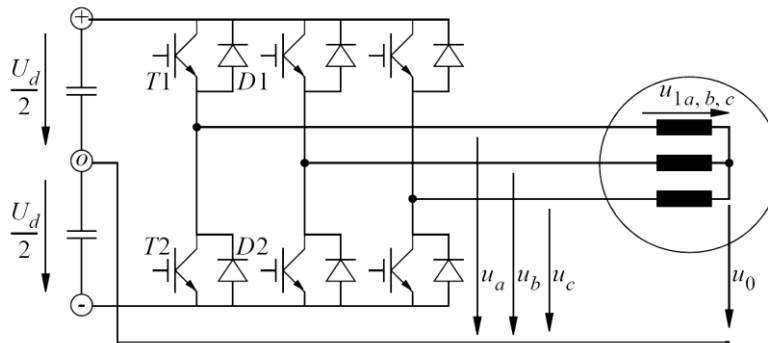 +
U_d
2
T1
D1
u_{1a, b, c}
o
U_d
2
T2
D2
u_a
u_b
u_c
u_0
-